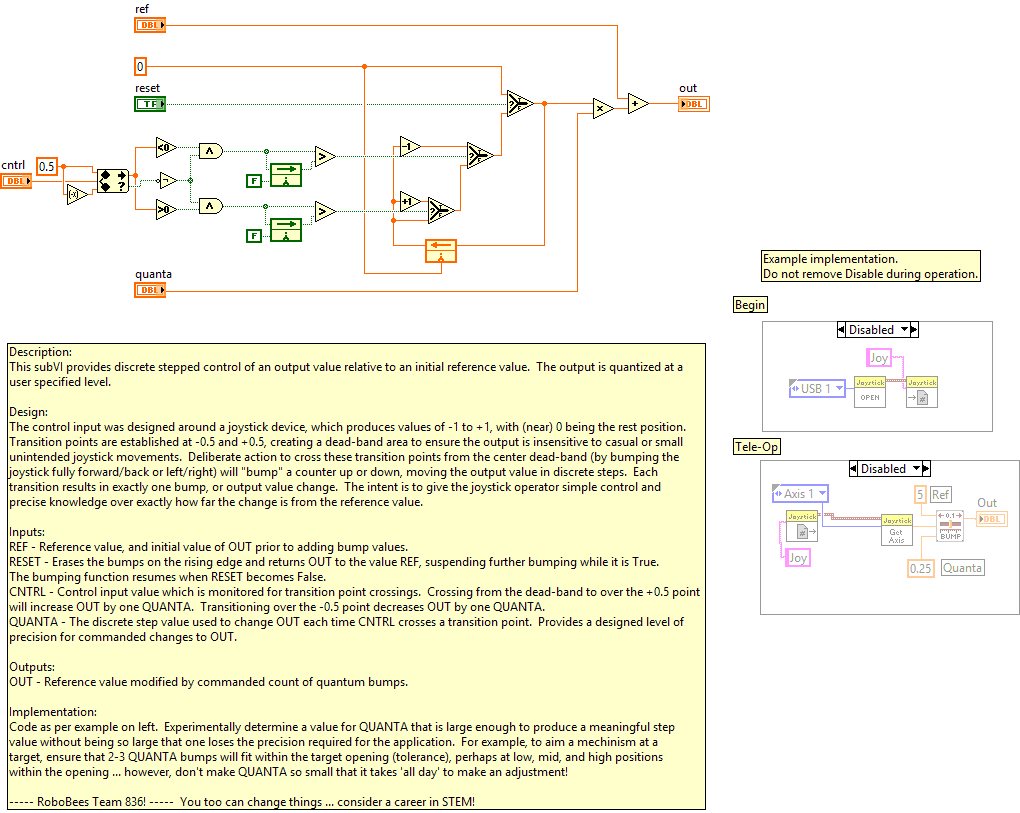 ref
DBL
0
reset
TF
out
DBL
cntrl
0.5
DBL
<0
>0
F
F
>
>
-1
+1
x
+
quanta
DBL
Example implementation.
Do not remove Disable during operation.
Begin
Disabled
Joy
USB 1
Joystick
OPEN
Joystick
Tele-Op
Disabled
Axis 1
5
Ref
Out
Joystick
Joystick
Get
Axis
0.1
BUMP
DBL
Joy
0.25
Quanta
Description:
This subVI provides discrete stepped control of an output value relative to an initial reference value.  The output is quantized at a
user specified level.
Design:
The control input was designed around a joystick device, which produces values of -1 to +1, with (near) 0 being the rest position.
Transition points are established at -0.5 and +0.5, creating a dead-band area to ensure the output is insensitive to casual or small
unintended joystick movements.  Deliberate action to cross these transition points from the center dead-band (by bumping the
joystick fully forward/back or left/right) will "bump" a counter up or down, moving the output value in discrete steps.  Each
transition results in exactly one bump, or output value change.  The intent is to give the joystick operator simple control and
precise knowledge over exactly how far the change is from the reference value.
Inputs:
REF - Reference value, and initial value of OUT prior to adding bump values.
RESET - Erases the bumps on the rising edge and returns OUT to the value REF, suspending further bumping while it is True.
The bumping function resumes when RESET becomes False.
CNTRL - Control input value which is monitored for transition point crossings.  Crossing from the dead-band to over the +0.5 point
will increase OUT by one QUANTA.  Transitioning over the -0.5 point decreases OUT by one QUANTA.
QUANTA - The discrete step value used to change OUT each time CNTRL crosses a transition point.  Provides a designed level of
precision for commanded changes to OUT.
Outputs:
OUT - Reference value modified by commanded count of quantum bumps.
Implementation:
Code as per example on left.  Experimentally determine a value for QUANTA that is large enough to produce a meaningful step
value without being so large that one loses the precision required for the application.  For example, to aim a mechinism at a
target, ensure that 2-3 QUANTA bumps will fit within the target opening (tolerance), perhaps at low, mid, and high positions
within the opening ... however, don't make QUANTA so small that it takes 'all day' to make an adjustment!
----- RoboBees Team 836! -----  You too can change things ... consider a career in STEM!